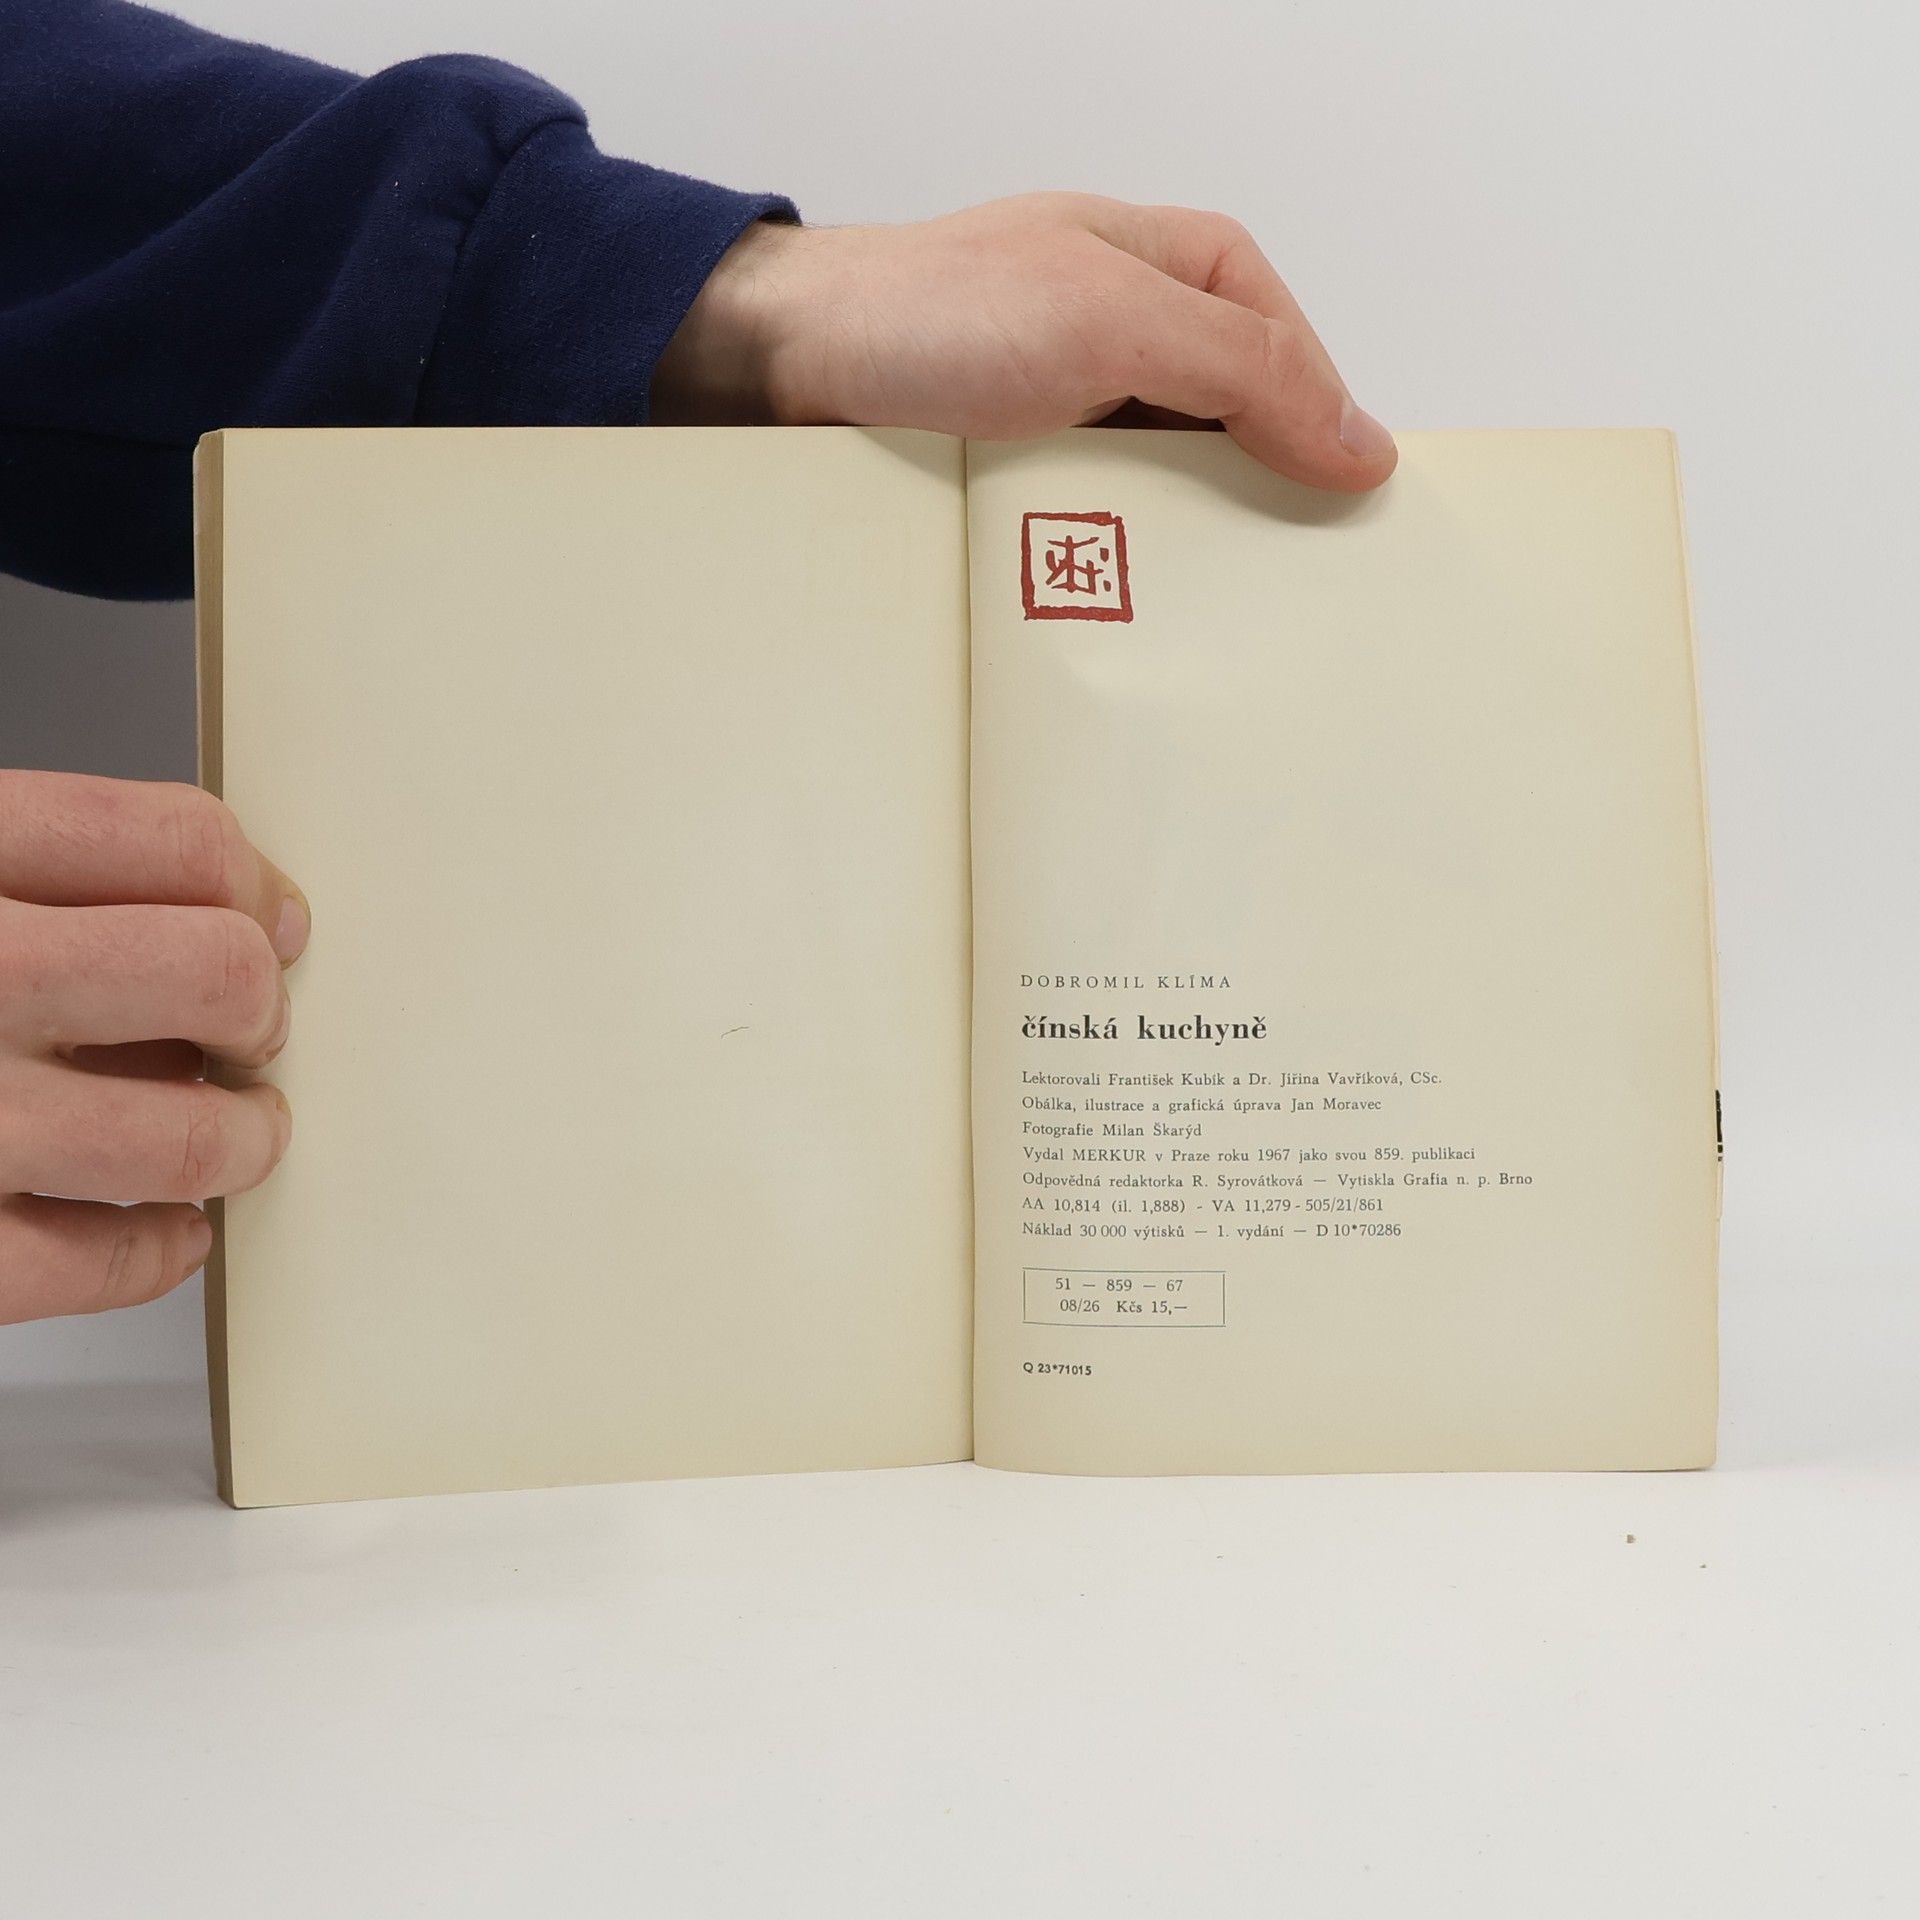 DOBROMIL KLÍMA
čínská kuchyně
Lektorovali František Kubík a Dr. Jiřina Vavříková, CSc.
Obálka, ilustrace a grafická úprava Jan Moravec
Fotografie Milan Škarýd
Vydal MERKUR v Praze roku 1967 jako svou 859. publikaci
Odpovědná redaktorka R. Syrovátková — Vytiskla Grafia n. p. Brno
AA 10,814 (il. 1,888) - VA 11,279 - 505/21/861
Náklad 30 000 výtisků — 1. vydání — D 10*70286
51 — 859 — 67
08/26 Kčs 15,—
Q 23*71015